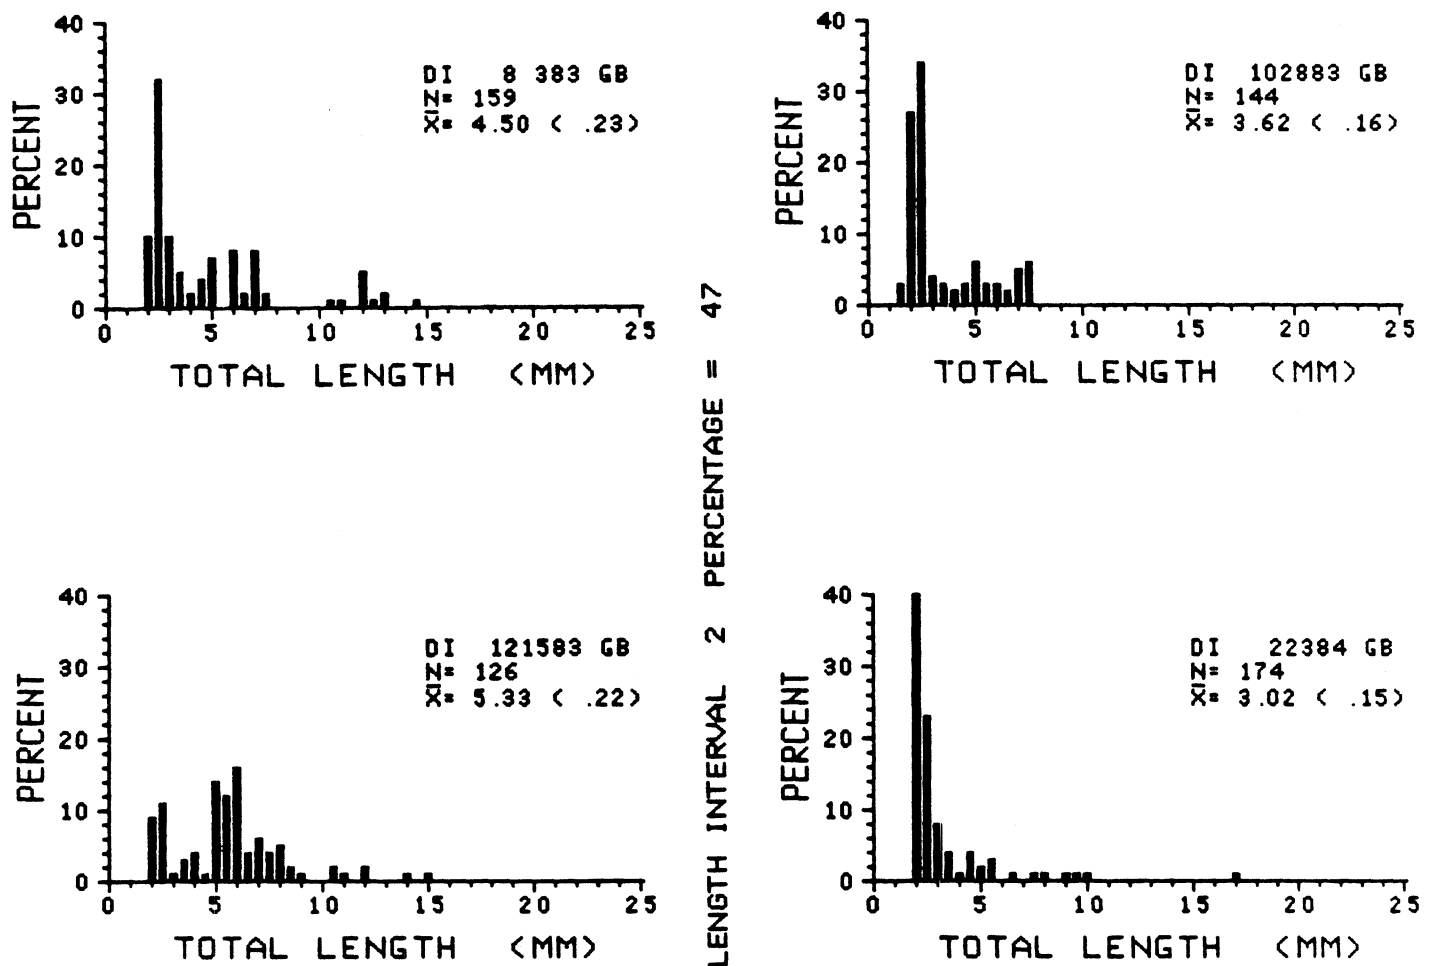 40
30
20
10
0
PERCENT
DI 8 383 GB
N= 159
X̄= 4.50 ( .23)
0 5 10 15 20 25
TOTAL LENGTH (MM)
40
30
20
10
0
PERCENT
DI 102883 GB
N= 144
X̄= 3.62 ( .16)
0 5 10 15 20 25
TOTAL LENGTH (MM)
LENGTH INTERVAL 2 PERCENTAGE = 47
40
30
20
10
0
PERCENT
DI 121583 GB
N= 126
X̄= 5.33 ( .22)
0 5 10 15 20 25
TOTAL LENGTH (MM)
40
30
20
10
0
PERCENT
DI 22384 GB
N= 174
X̄= 3.02 ( .15)
0 5 10 15 20 25
TOTAL LENGTH (MM)